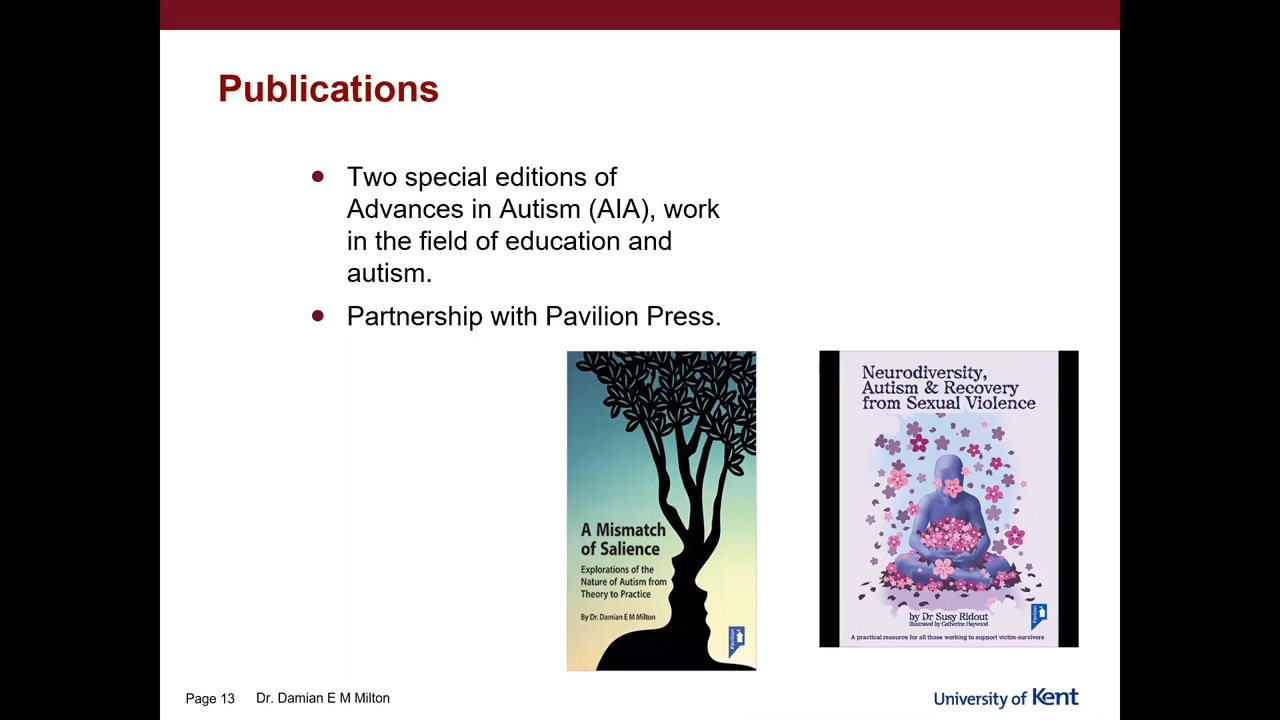 Publications
Two special editions of
Advances in Autism (AIA), work
in the field of education and
autism.
Partnership with Pavilion Press.
A Mismatch
of Salience
Explorations of the
Nature of Autism from
Theory to Practice
By Dr. Damian E M Milton
Pavilion
Neurodiversity,
Autism & Recovery
from Sexual Violence
by Dr Susy Ridout
Illustrated by Catherine Haywood
Pavilion
A practical resource for all those working to support victim-survivors
Page 13 Dr. Damian E M Milton
University of Kent